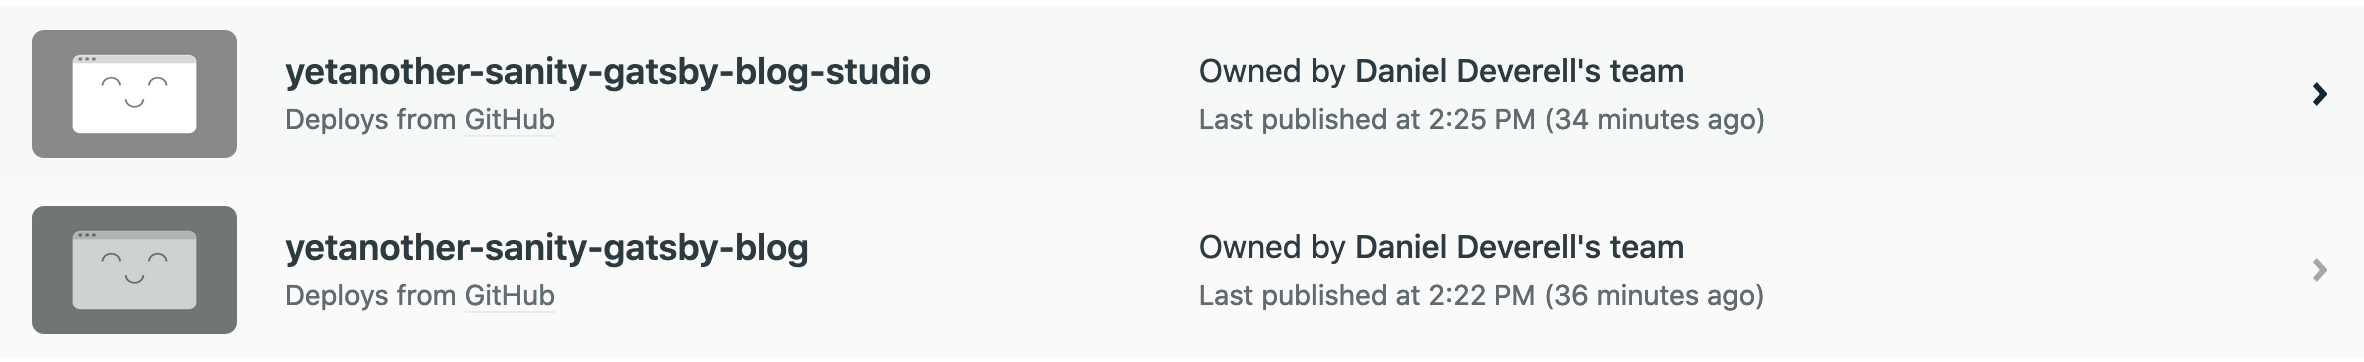 yetanother-sanity-gatsby-blog-studio
Deploys from GitHub
Owned by Daniel Deverell's team
Last published at 2:25 PM (34 minutes ago)
yetanother-sanity-gatsby-blog
Deploys from GitHub
Owned by Daniel Deverell's team
Last published at 2:22 PM (36 minutes ago)